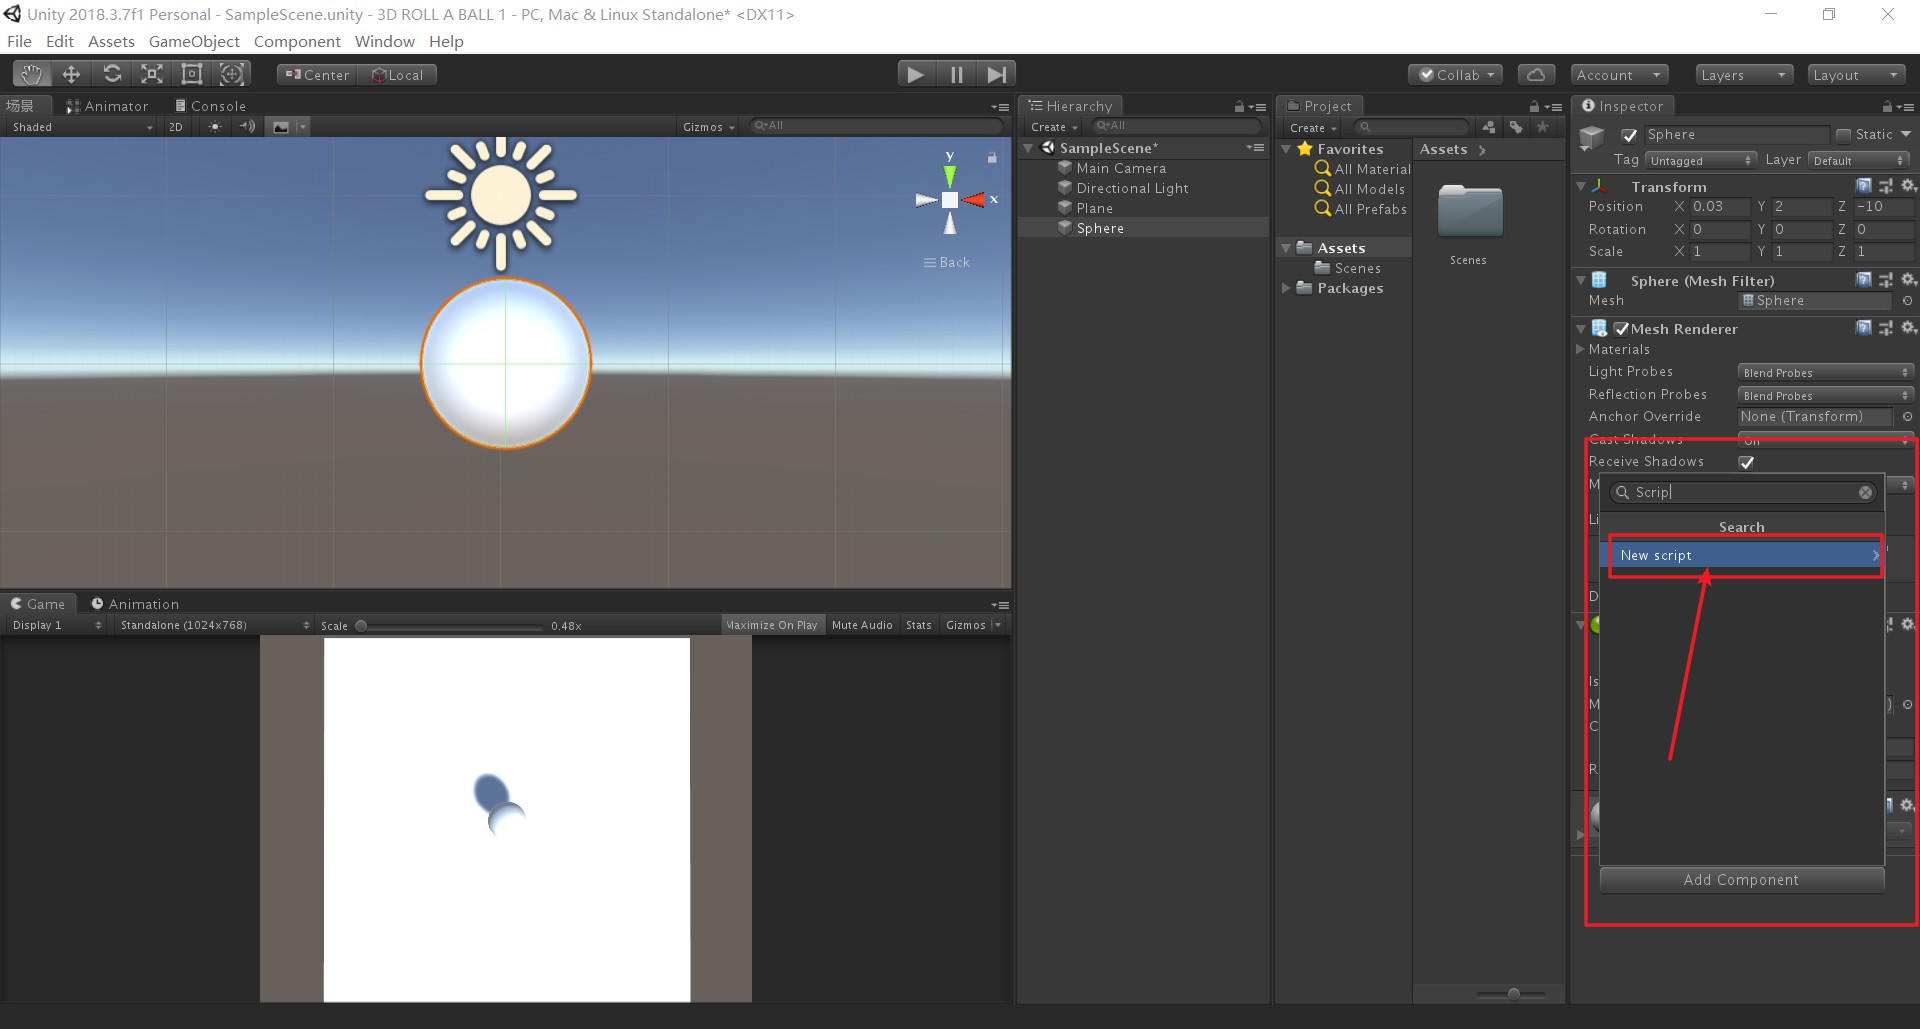 Unity 2018.3.7f1 Personal - SampleScene.unity - 3D ROLL A BALL 1 - PC, Mac & Linux Standalone* <DX11>
File Edit Assets GameObject Component Window Help
Center Local Collab Account Layers Layout
场景 Animator Console
Shaded 2D Gizmos All
y
x
Back
Game Animation
Display 1 Standalone (1024x768) Scale 0.48x Maximize On Play Mute Audio Stats Gizmos
Hierarchy
Create All
SampleScene*
Main Camera
Directional Light
Plane
Sphere
Project
Create
Favorites
All Material
All Models
All Prefabs
Assets
Scenes
Packages
Assets
Scenes
Inspector
Sphere Static
Tag Untagged Layer Default
Transform
Position X 0.03 Y 2 Z -10
Rotation X 0 Y 0 Z 0
Scale X 1 Y 1 Z 1
Sphere (Mesh Filter)
Mesh Sphere
Mesh Renderer
Materials
Light Probes Blend Probes
Reflection Probes Blend Probes
Anchor Override None (Transform)
Cast Shadows On
Receive Shadows
M
Scrip
Li
Search
New script
D
Is
M
C
R
Add Component